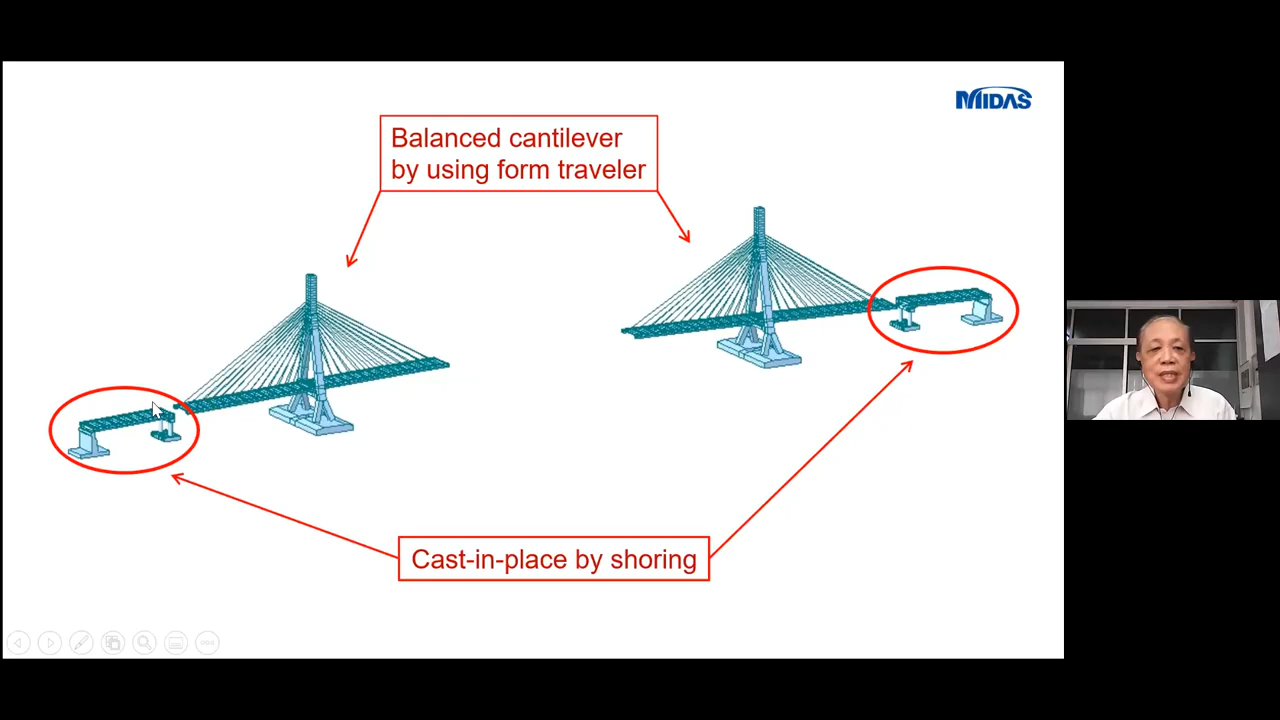 MIDAS
Balanced cantilever
by using form traveler
Cast-in-place by shoring